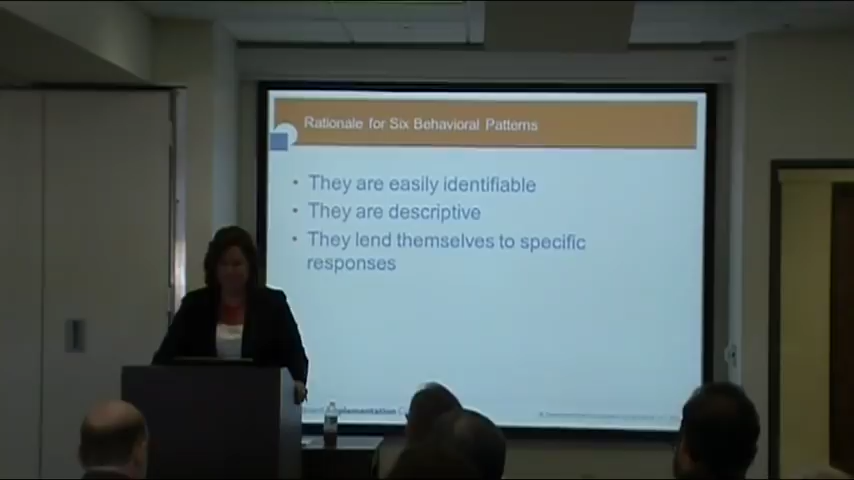 Rationale for Six Behavioral Patterns
• They are easily identifiable
• They are descriptive
• They lend themselves to specific
responses
Implementation